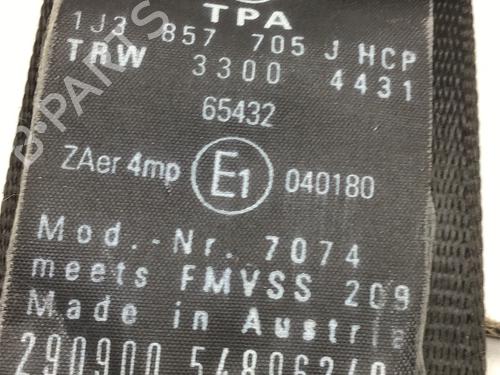 TPA
1J3 857 705 J HCP
TRW 3300 4431
65432
ZAer 4mp E1 040180
Mod.-Nr. 7074
meets FMVSS 209
Made in Austria
290900
B-PARTS